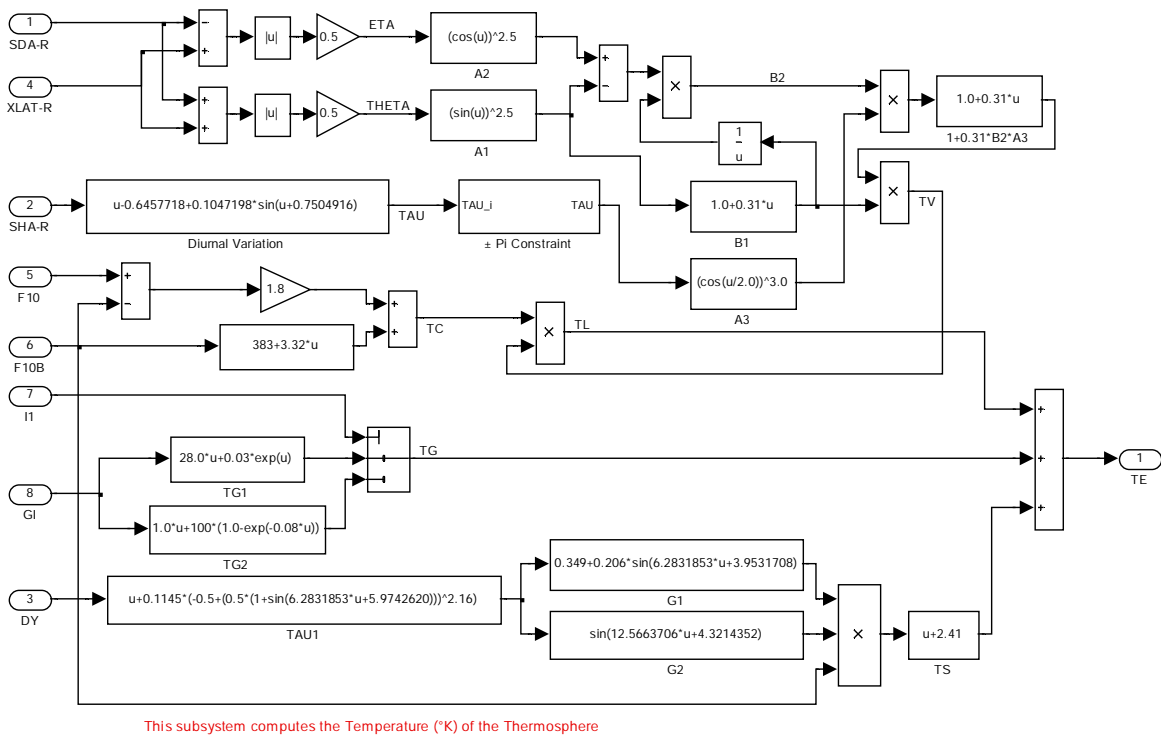 1
SDA-R
−
+
|u|
0.5
ETA
(cos(u))^2.5
A2
+
−
×
B2
×
1.0+0.31*u
1+0.31*B2*A3
4
XLAT-R
+
+
|u|
0.5
THETA
(sin(u))^2.5
A1
1
u
×
TV
2
SHA-R
u-0.6457718+0.1047198*sin(u+0.7504916)
Diurnal Variation
TAU
TAU_i
TAU
± Pi Constraint
1.0+0.31*u
B1
(cos(u/2.0))^3.0
A3
5
F10
+
−
1.8
+
+
TC
×
TL
6
F10B
383+3.32*u
7
I1
TG
+
+
+
1
TE
8
GI
28.0*u+0.03*exp(u)
TG1
1.0*u+100*(1.0-exp(-0.08*u))
TG2
3
DY
u+0.1145*(-0.5+(0.5*(1+sin(6.2831853*u+5.9742620)))^2.16)
TAU1
0.349+0.206*sin(6.2831853*u+3.9531708)
G1
sin(12.5663706*u+4.3214352)
G2
×
u+2.41
TS
This subsystem computes the Temperature (°K) of the Thermosphere